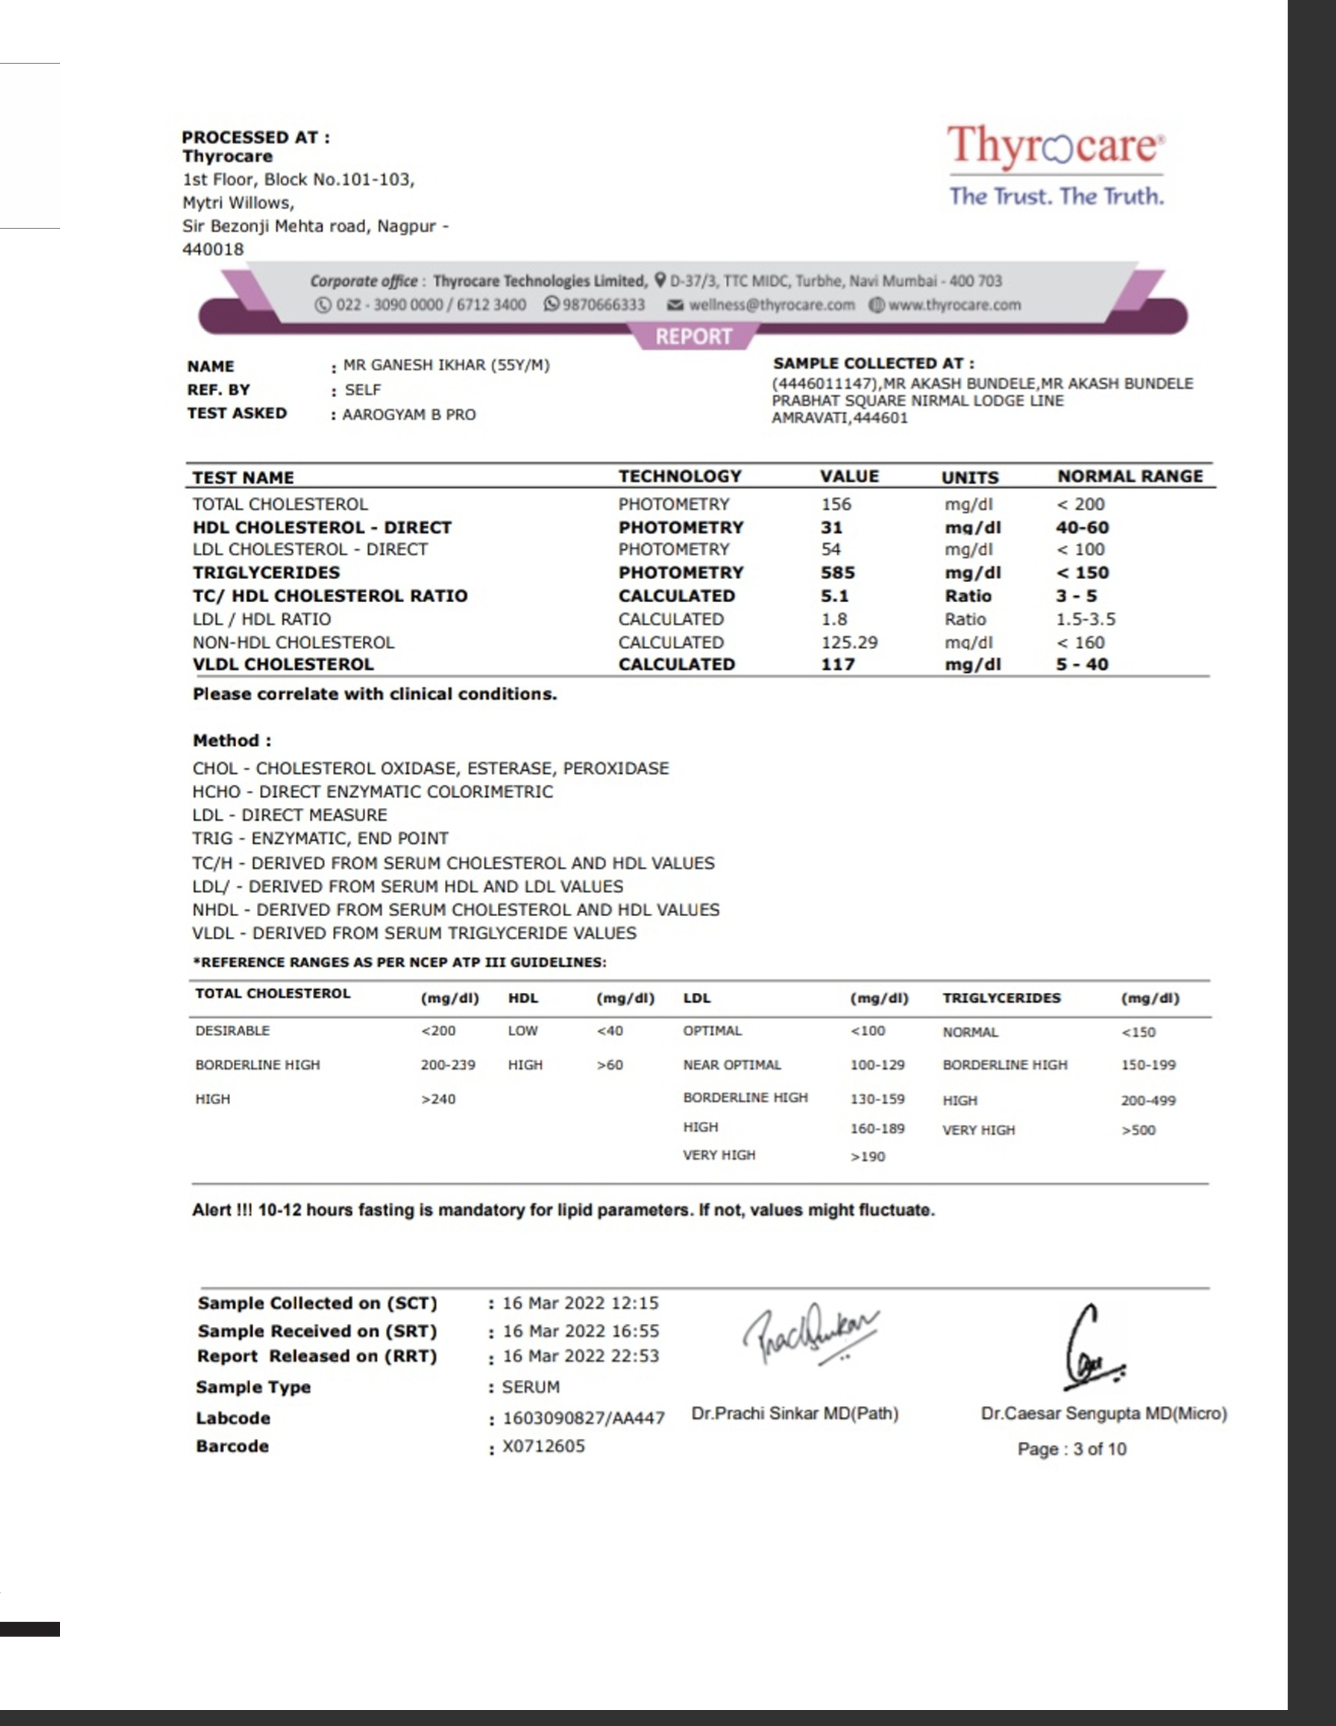 PROCESSED AT :
Thyrocare
1st Floor, Block No.101-103,
Mytri Willows,
Sir Bezonji Mehta road, Nagpur -
440018
Thyrocare®
The Trust. The Truth.
Corporate office : Thyrocare Technologies Limited, D-37/3, TTC MIDC, Turbhe, Navi Mumbai - 400 703
022 - 3090 0000 / 6712 3400 9870666333 wellness@thyrocare.com www.thyrocare.com
REPORT
NAME : MR GANESH IKHAR (55Y/M)
REF. BY : SELF
TEST ASKED : AAROGYAM B PRO
SAMPLE COLLECTED AT :
(4446011147),MR AKASH BUNDELE,MR AKASH BUNDELE
PRABHAT SQUARE NIRMAL LODGE LINE
AMRAVATI,444601
TEST NAME TECHNOLOGY VALUE UNITS NORMAL RANGE
TOTAL CHOLESTEROL PHOTOMETRY 156 mg/dl < 200
HDL CHOLESTEROL - DIRECT PHOTOMETRY 31 mg/dl 40-60
LDL CHOLESTEROL - DIRECT PHOTOMETRY 54 mg/dl < 100
TRIGLYCERIDES PHOTOMETRY 585 mg/dl < 150
TC/ HDL CHOLESTEROL RATIO CALCULATED 5.1 Ratio 3 - 5
LDL / HDL RATIO CALCULATED 1.8 Ratio 1.5-3.5
NON-HDL CHOLESTEROL CALCULATED 125.29 mg/dl < 160
VLDL CHOLESTEROL CALCULATED 117 mg/dl 5 - 40
Please correlate with clinical conditions.
Method :
CHOL - CHOLESTEROL OXIDASE, ESTERASE, PEROXIDASE
HCHO - DIRECT ENZYMATIC COLORIMETRIC
LDL - DIRECT MEASURE
TRIG - ENZYMATIC, END POINT
TC/H - DERIVED FROM SERUM CHOLESTEROL AND HDL VALUES
LDL/ - DERIVED FROM SERUM HDL AND LDL VALUES
NHDL - DERIVED FROM SERUM CHOLESTEROL AND HDL VALUES
VLDL - DERIVED FROM SERUM TRIGLYCERIDE VALUES
*REFERENCE RANGES AS PER NCEP ATP III GUIDELINES:
TOTAL CHOLESTEROL (mg/dl) HDL (mg/dl) LDL (mg/dl) TRIGLYCERIDES (mg/dl)
DESIRABLE <200 LOW <40 OPTIMAL <100 NORMAL <150
BORDERLINE HIGH 200-239 HIGH >60 NEAR OPTIMAL 100-129 BORDERLINE HIGH 150-199
HIGH >240 BORDERLINE HIGH 130-159 HIGH 200-499
HIGH 160-189 VERY HIGH >500
VERY HIGH >190
Alert !!! 10-12 hours fasting is mandatory for lipid parameters. If not, values might fluctuate.
Sample Collected on (SCT) : 16 Mar 2022 12:15
Sample Received on (SRT) : 16 Mar 2022 16:55
Report Released on (RRT) : 16 Mar 2022 22:53
Sample Type : SERUM
Labcode : 1603090827/AA447
Barcode : X0712605
Dr.Prachi Sinkar MD(Path)
Dr.Caesar Sengupta MD(Micro)
Page : 3 of 10